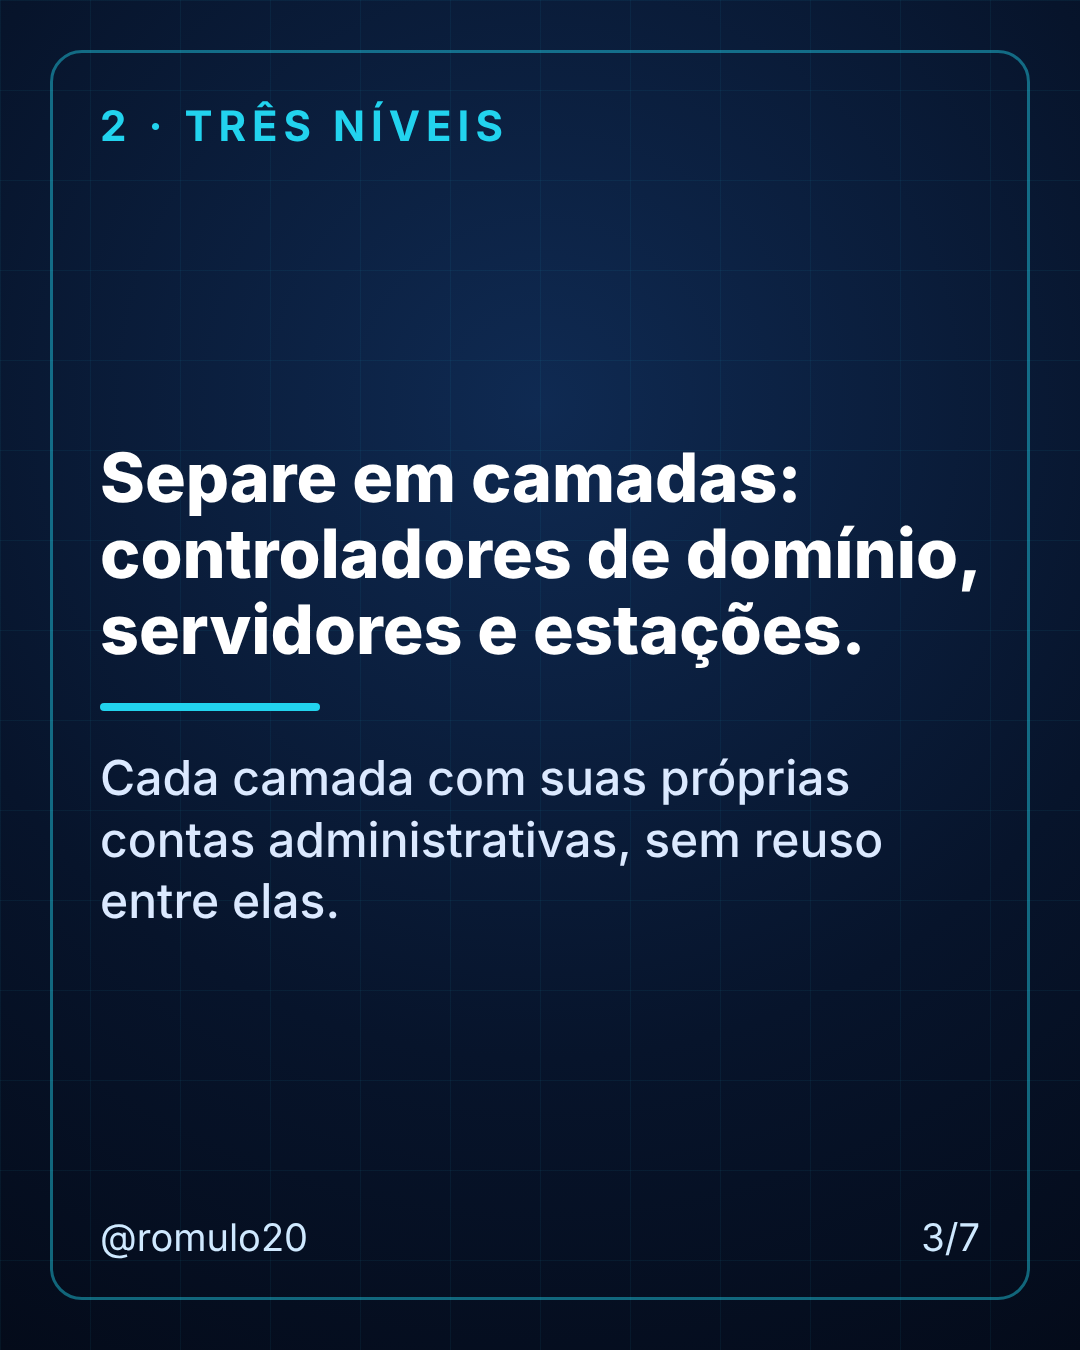 2 · TRÊS NÍVEIS
Separe em camadas:
controladores de domínio,
servidores e estações.
Cada camada com suas próprias
contas administrativas, sem reuso
entre elas.
@romulo20
3/7